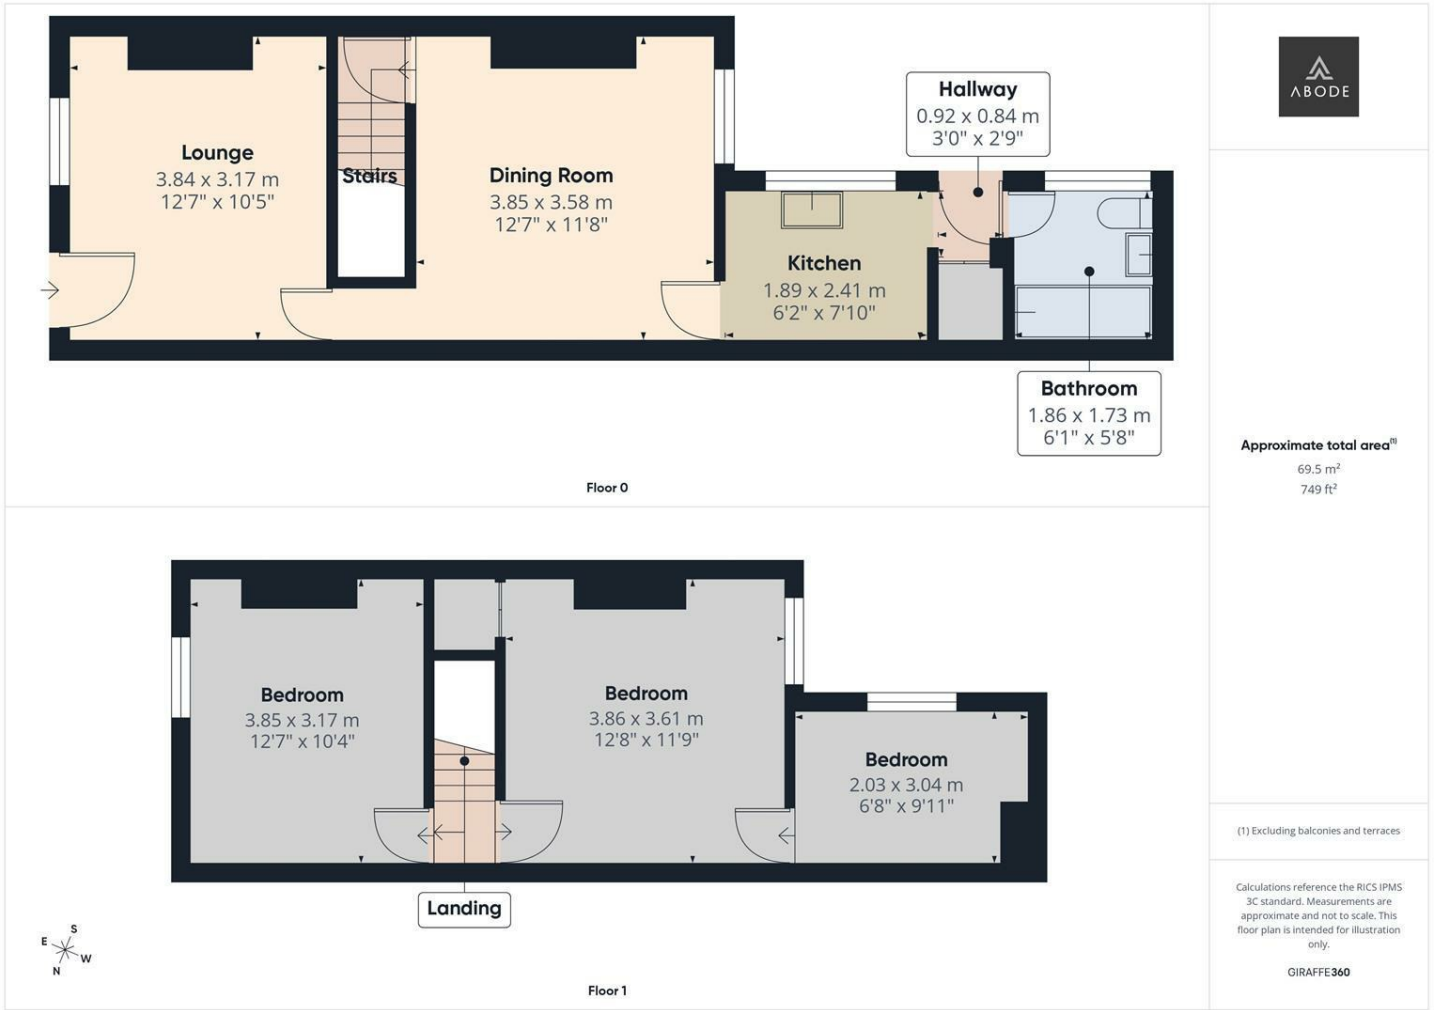 Lounge
3.84 x 3.17 m
12'7" x 10'5"
Stairs
Dining Room
3.85 x 3.58 m
12'7" x 11'8"
Hallway
0.92 x 0.84 m
3'0" x 2'9"
Kitchen
1.89 x 2.41 m
6'2" x 7'10"
Bathroom
1.86 x 1.73 m
6'1" x 5'8"
Floor 0
Bedroom
3.85 x 3.17 m
12'7" x 10'4"
Bedroom
3.86 x 3.61 m
12'8" x 11'9"
Bedroom
2.03 x 3.04 m
6'8" x 9'11"
Landing
S
E
W
N
Floor 1
ABODE
Approximate total area(1)
69.5 m²
749 ft²
(1) Excluding balconies and terraces
Calculations reference the RICS IPMS
3C standard. Measurements are
approximate and not to scale. This
floor plan is intended for illustration
only.
GIRAFFE360